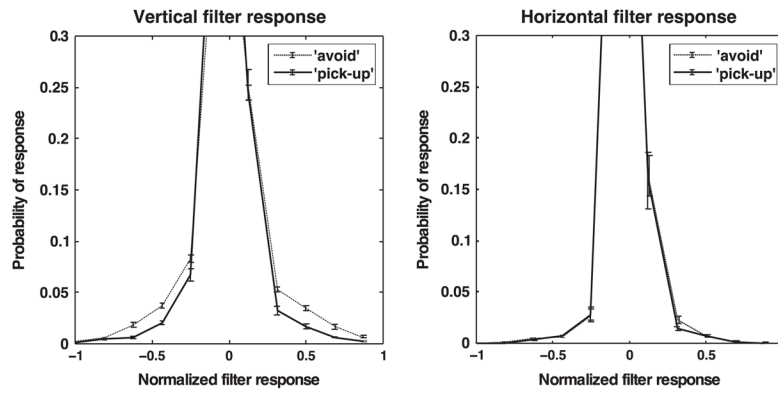 Vertical filter response
0.3
0.25
0.2
0.15
0.1
0.05
0
−1
−0.5
0
0.5
1
Probability of response
Normalized filter response
'avoid'
'pick-up'
Horizontal filter response
0.3
0.25
0.2
0.15
0.1
0.05
0
−1
−0.5
0
0.5
Probability of response
Normalized filter response
'avoid'
'pick-up'